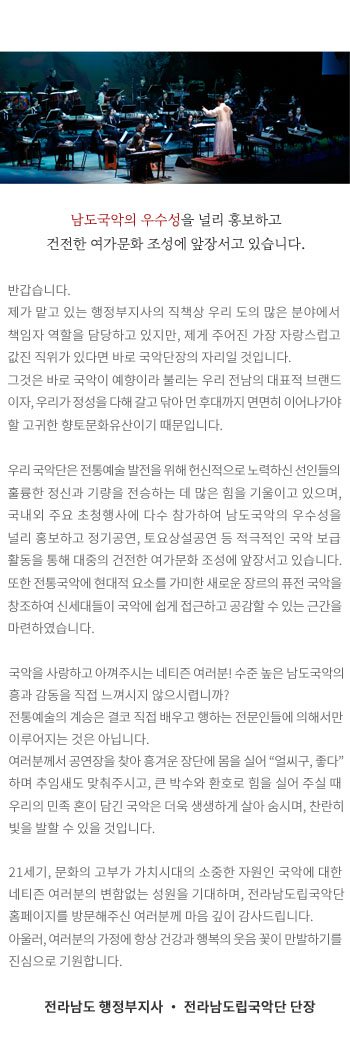 남도국악의 우수성을 널리 홍보하고
건전한 여가문화 조성에 앞장서고 있습니다.
반갑습니다.
제가 맡고 있는 행정부지사의 직책상 우리 도의 많은 분야에서
책임자 역할을 담당하고 있지만, 제게 주어진 가장 자랑스럽고
값진 직위가 있다면 바로 국악단장의 자리일 것입니다.
그것은 바로 국악이 예향이라 불리는 우리 전남의 대표적 브랜드
이자, 우리가 정성을 다해 갈고 닦아 먼 후대까지 면면히 이어나가야
할 고귀한 향토문화유산이기 때문입니다.
우리 국악단은 전통예술 발전을 위해 헌신적으로 노력하신 선인들의
훌륭한 정신과 기량을 전승하는 데 많은 힘을 기울이고 있으며,
국내외 주요 초청행사에 다수 참가하여 남도국악의 우수성을
널리 홍보하고 정기공연, 토요상설공연 등 적극적인 국악 보급
활동을 통해 대중의 건전한 여가문화 조성에 앞장서고 있습니다.
또한 전통국악에 현대적 요소를 가미한 새로운 장르의 퓨전 국악을
창조하여 신세대들이 국악에 쉽게 접근하고 공감할 수 있는 근간을
마련하였습니다.
국악을 사랑하고 아껴주시는 네티즌 여러분! 수준 높은 남도국악의
흥과 감동을 직접 느껴시지 않으시렵니까?
전통예술의 계승은 결코 직접 배우고 행하는 전문인들에 의해서만
이루어지는 것은 아닙니다.
여러분께서 공연장을 찾아 흥겨운 장단에 몸을 실어 “얼씨구, 좋다”
하며 추임새도 맞춰주시고, 큰 박수와 환호로 힘을 실어 주실 때
우리의 민족 혼이 담긴 국악은 더욱 생생하게 살아 숨시며, 찬란히
빛을 발할 수 있을 것입니다.
21세기, 문화의 고부가 가치시대의 소중한 자원인 국악에 대한
네티즌 여러분의 변함없는 성원을 기대하며, 전라남도립국악단
홈페이지를 방문해주신 여러분께 마음 깊이 감사드립니다.
아울러, 여러분의 가정에 항상 건강과 행복의 웃음 꽃이 만발하기를
진심으로 기원합니다.
전라남도 행정부지사 • 전라남도립국악단 단장